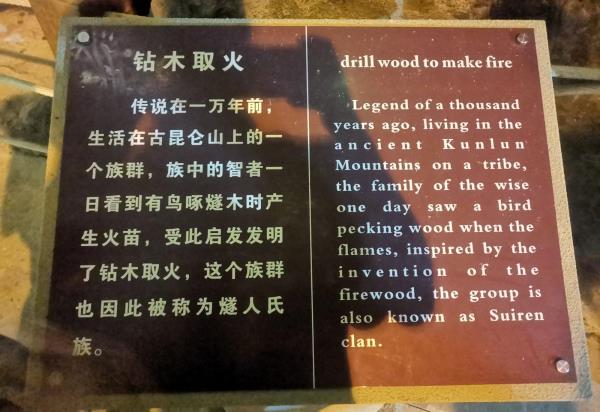 钻木取火
传说在一万年前，
生活在古昆仑山上的一
个族群，族中的智者一
日看到有鸟啄燧木时产
生火苗，受此启发发明
了钻木取火，这个族群
也因此被称为燧人氏
族。
drill wood to make fire
Legend of a thousand
years ago, living in the
ancient Kunlun
Mountains on a tribe,
the family of the wise
one day saw a bird
pecking wood when the
flames, inspired by the
invention of the
firewood, the group is
also known as Suiren
clan.